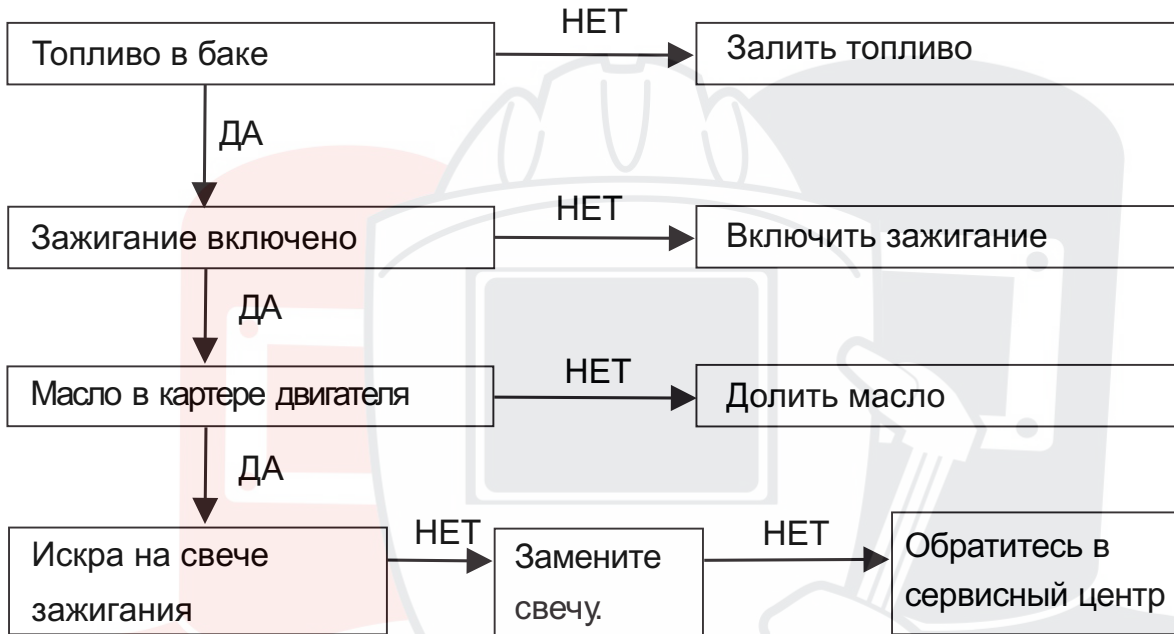 НЕТ
Топливо в баке
Залить топливо
ДА
НЕТ
Зажигание включено
Включить зажигание
ДА
НЕТ
Масло в картере двигателя
Долить масло
ДА
НЕТ
НЕТ
Искра на свече
зажигания
Замените
свечу.
Обратитесь в
сервисный центр